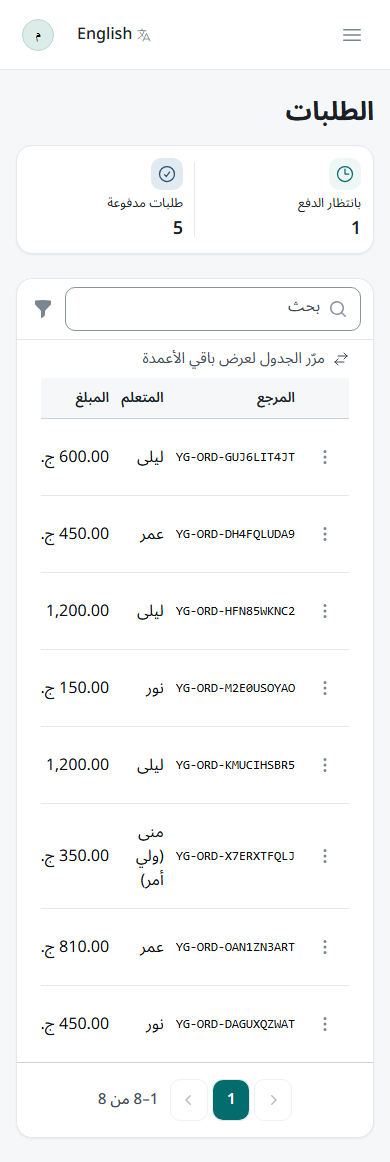 English
م
الطلبات
بانتظار الدفع
1
طلبات مدفوعة
5
بحث
مرّر الجدول لعرض باقي الأعمدة
المرجع المتعلم المبلغ
YG-ORD-GUJ6LIT4JT ليلى 600.00 ج.
YG-ORD-DH4FQLUDA9 عمر 450.00 ج.
YG-ORD-HFN85WKNC2 ليلى 1,200.00
YG-ORD-M2E0USOYAO نور 150.00 ج.
YG-ORD-KMUCIHSBR5 ليلى 1,200.00
YG-ORD-X7ERXTFQLJ منى (ولي أمر) 350.00 ج.
YG-ORD-OAN1ZN3ART عمر 810.00 ج.
YG-ORD-DAGUXQZWAT نور 450.00 ج.
1
1–8 من 8